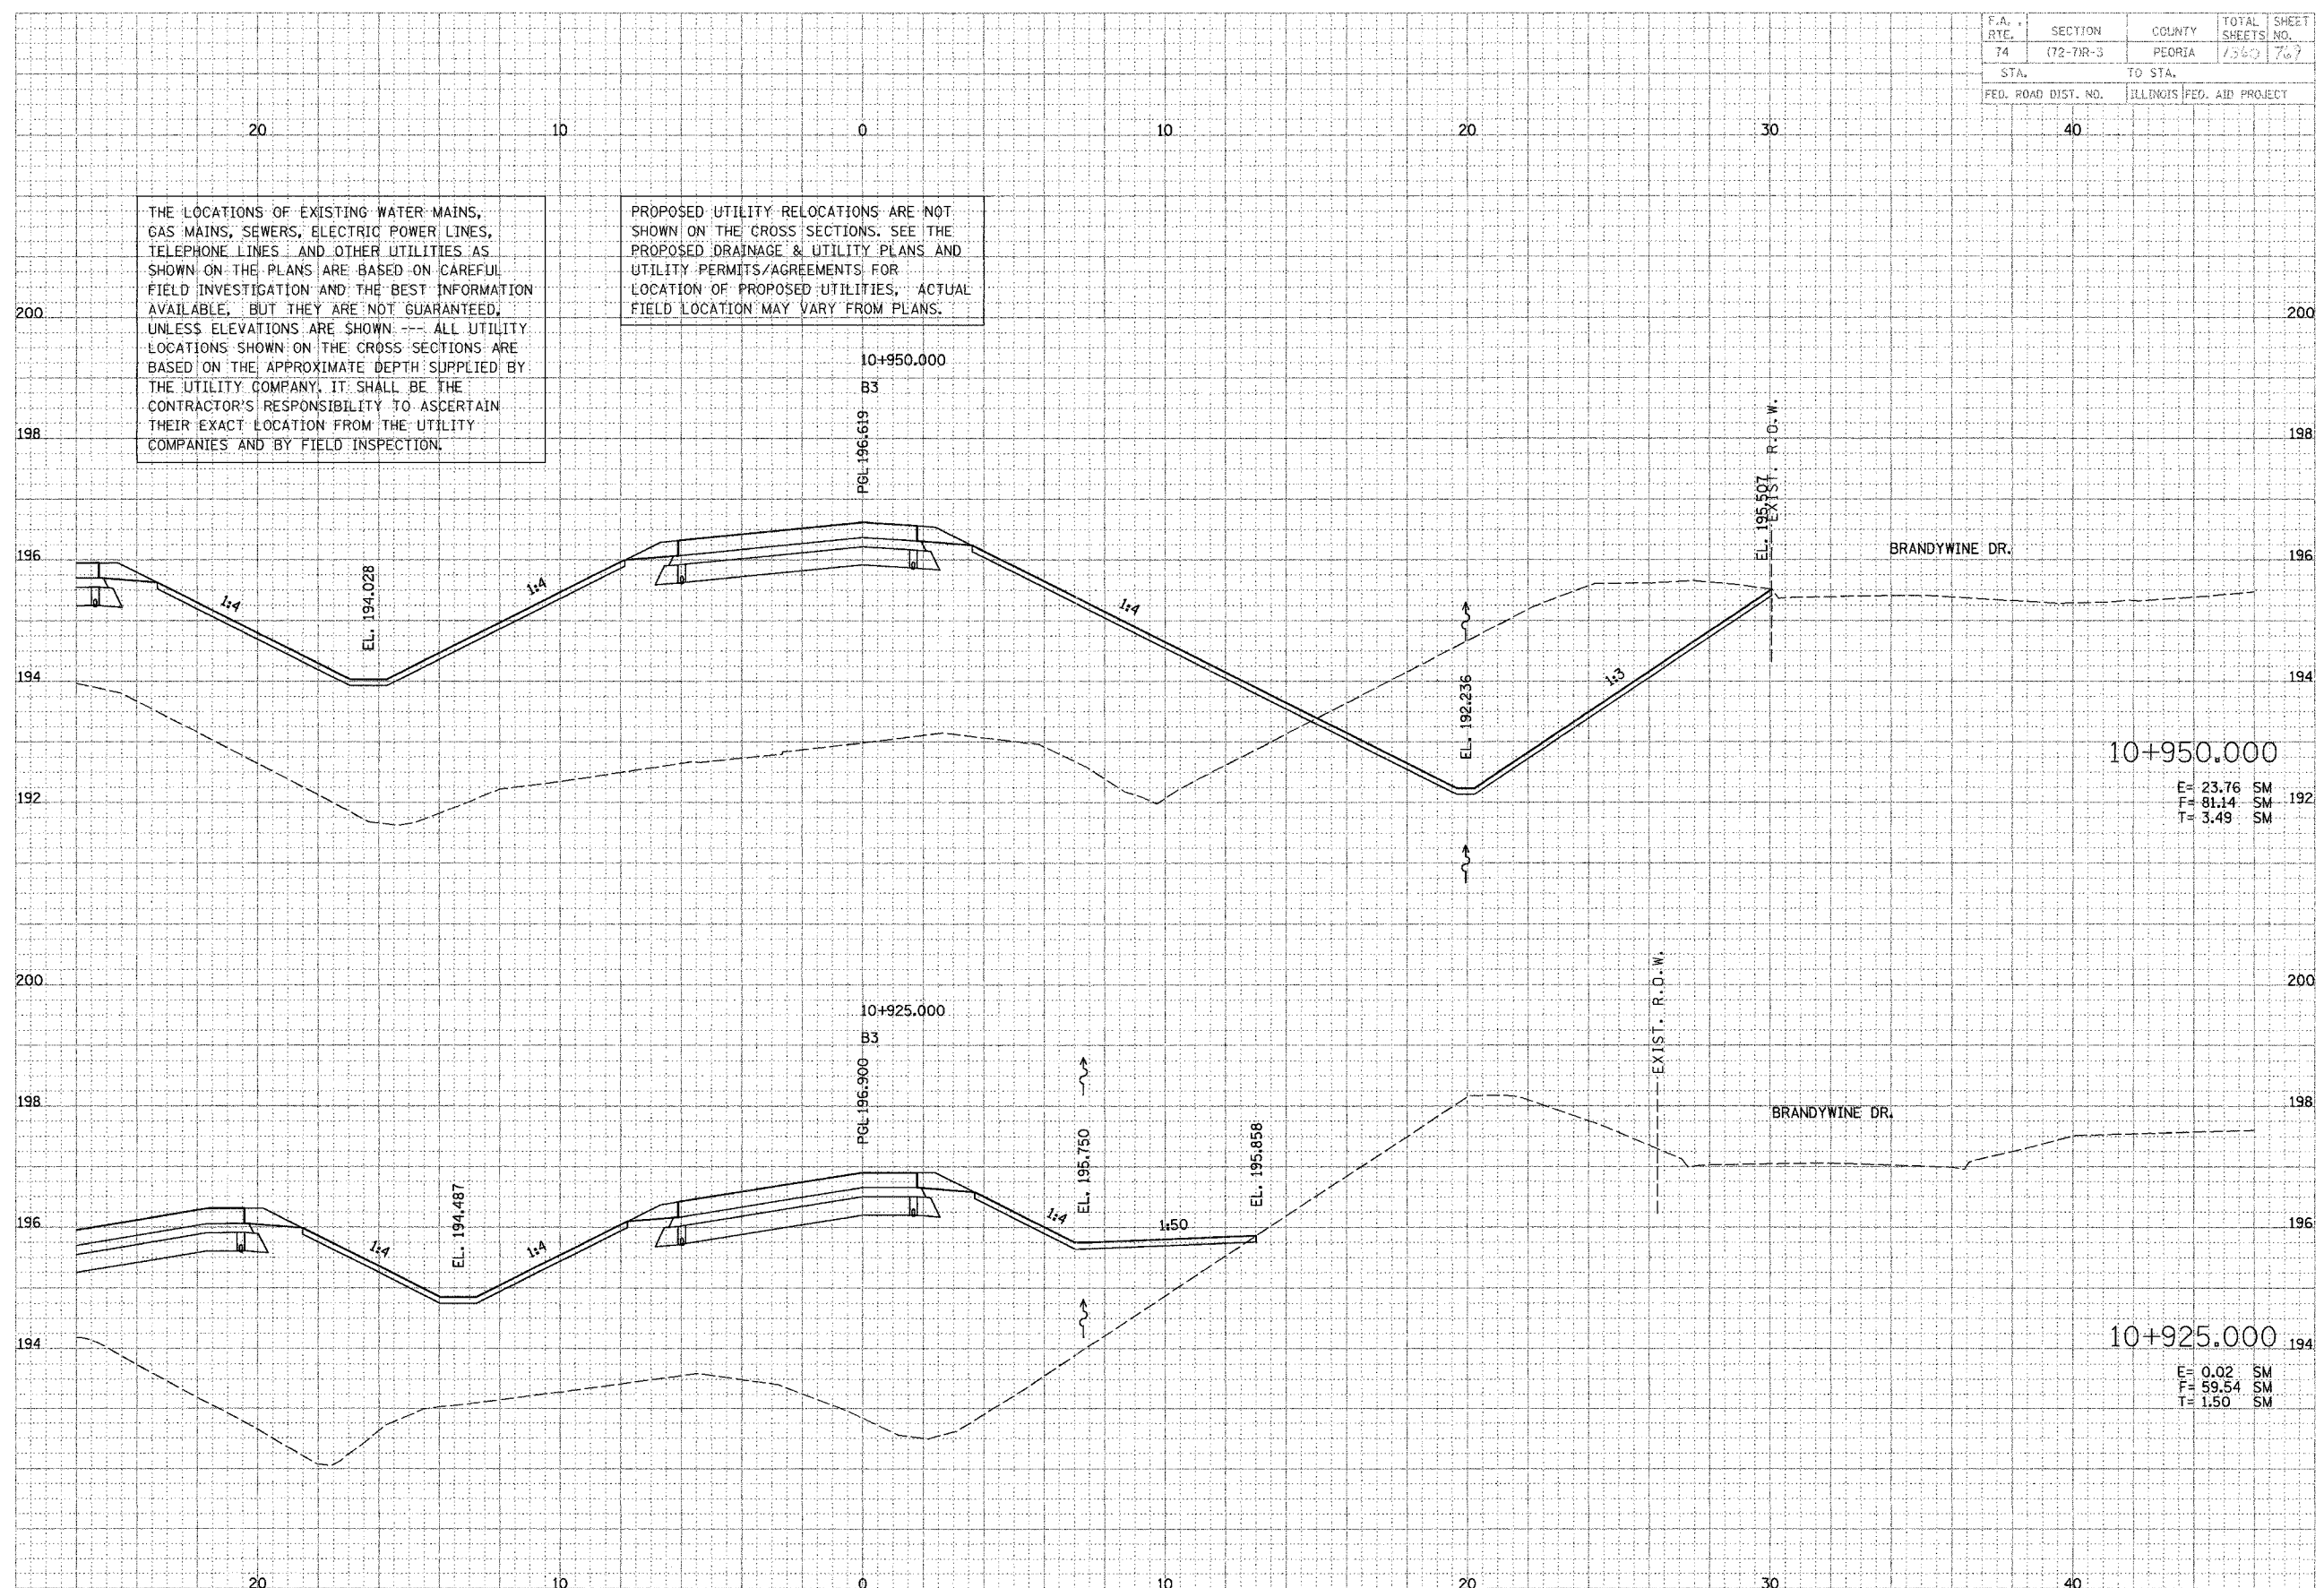 F.A. RTE. SECTION COUNTY TOTAL SHEETS SHEET NO.
74 (72-7)R-3 PEORIA 1360 769
STA. TO STA.
FED. ROAD DIST. NO. ILLINOIS FED. AID PROJECT
20 10 0 10 20 30 40
THE LOCATIONS OF EXISTING WATER MAINS,
GAS MAINS, SEWERS, ELECTRIC POWER LINES,
TELEPHONE LINES AND OTHER UTILITIES AS
SHOWN ON THE PLANS ARE BASED ON CAREFUL
FIELD INVESTIGATION AND THE BEST INFORMATION
AVAILABLE, BUT THEY ARE NOT GUARANTEED.
UNLESS ELEVATIONS ARE SHOWN --- ALL UTILITY
LOCATIONS SHOWN ON THE CROSS SECTIONS ARE
BASED ON THE APPROXIMATE DEPTH SUPPLIED BY
THE UTILITY COMPANY. IT SHALL BE THE
CONTRACTOR'S RESPONSIBILITY TO ASCERTAIN
THEIR EXACT LOCATION FROM THE UTILITY
COMPANIES AND BY FIELD INSPECTION.
PROPOSED UTILITY RELOCATIONS ARE NOT
SHOWN ON THE CROSS SECTIONS. SEE THE
PROPOSED DRAINAGE & UTILITY PLANS AND
UTILITY PERMITS/AGREEMENTS FOR
LOCATION OF PROPOSED UTILITIES, ACTUAL
FIELD LOCATION MAY VARY FROM PLANS.
200 200
10+950.000
B3
198 198
PGL 196.619
EXIST. R.O.W.
EL. 195.507
196 196
BRANDYWINE DR.
EL. 194.028
1:4
1:4
1:4
194 194
EL. 192.236
1:3
10+950.000
192 192
E= 23.76 SM
F= 81.14 SM
T= 3.49 SM
200 200
EXIST. R.O.W.
10+925.000
B3
PGL 196.900
198 198
BRANDYWINE DR.
EL. 195.750
EL. 195.858
EL. 194.487
196 196
1:4
1:4
1:4
1:50
194 194
10+925.000
E= 0.02 SM
F= 59.54 SM
T= 1.50 SM
20 10 0 10 20 30 40